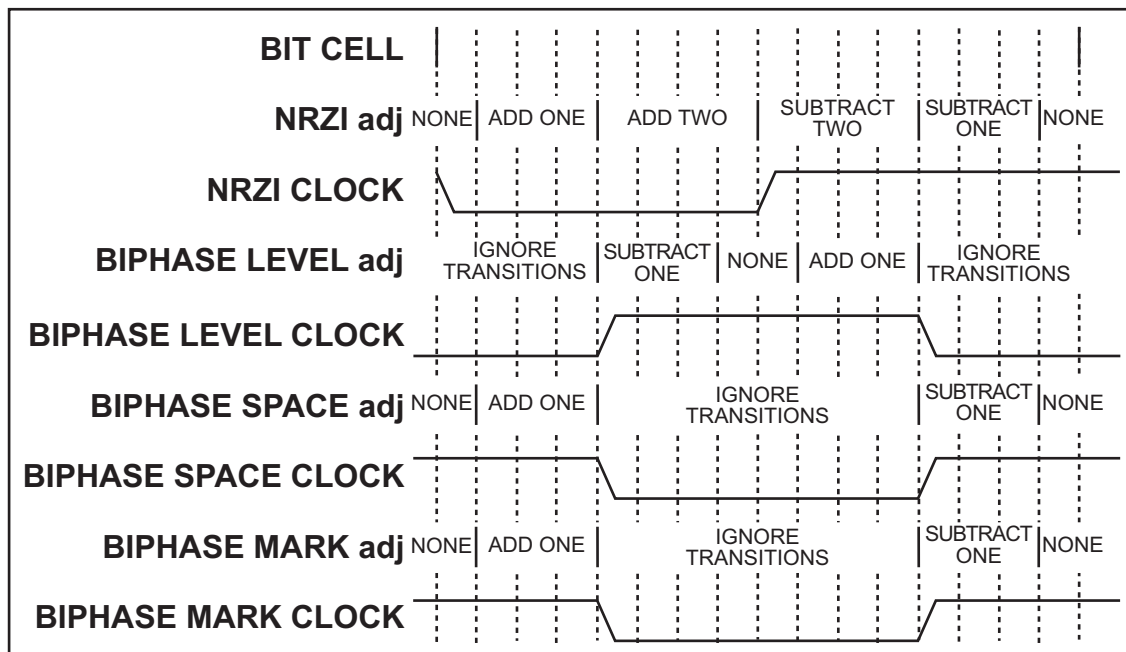 BIT CELL
NRZI adj NONE ADD ONE ADD TWO SUBTRACT TWO SUBTRACT ONE NONE
NRZI CLOCK
BIPHASE LEVEL adj IGNORE TRANSITIONS SUBTRACT ONE NONE ADD ONE IGNORE TRANSITIONS
BIPHASE LEVEL CLOCK
BIPHASE SPACE adj NONE ADD ONE IGNORE TRANSITIONS SUBTRACT ONE NONE
BIPHASE SPACE CLOCK
BIPHASE MARK adj NONE ADD ONE IGNORE TRANSITIONS SUBTRACT ONE NONE
BIPHASE MARK CLOCK